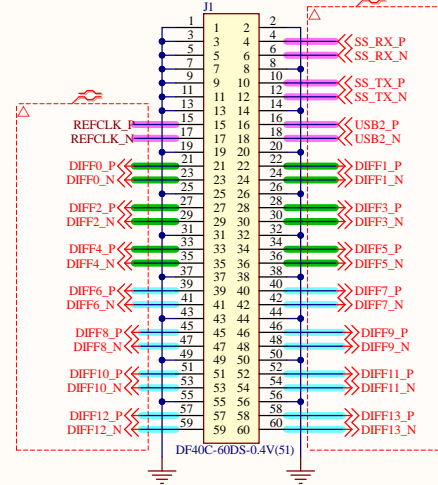 J1
1 1 2 2
3 3 4 4 SS_RX_P
5 5 6 6 SS_RX_N
7 7 8 8
9 9 10 10 SS_TX_P
11 11 12 12 SS_TX_N
13 13 14 14
REFCLK_P 15 15 16 16 USB2_P
REFCLK_N 17 17 18 18 USB2_N
19 19 20 20
DIFF0_P 21 21 22 22 DIFF1_P
DIFF0_N 23 23 24 24 DIFF1_N
25 25 26 26
DIFF2_P 27 27 28 28 DIFF3_P
DIFF2_N 29 29 30 30 DIFF3_N
31 31 32 32
DIFF4_P 33 33 34 34 DIFF5_P
DIFF4_N 35 35 36 36 DIFF5_N
37 37 38 38
DIFF6_P 39 39 40 40 DIFF7_P
DIFF6_N 41 41 42 42 DIFF7_N
43 43 44 44
DIFF8_P 45 45 46 46 DIFF9_P
DIFF8_N 47 47 48 48 DIFF9_N
49 49 50 50
DIFF10_P 51 51 52 52 DIFF11_P
DIFF10_N 53 53 54 54 DIFF11_N
55 55 56 56
DIFF12_P 57 57 58 58 DIFF13_P
DIFF12_N 59 59 60 60 DIFF13_N
DF40C-60DS-0.4V(51)